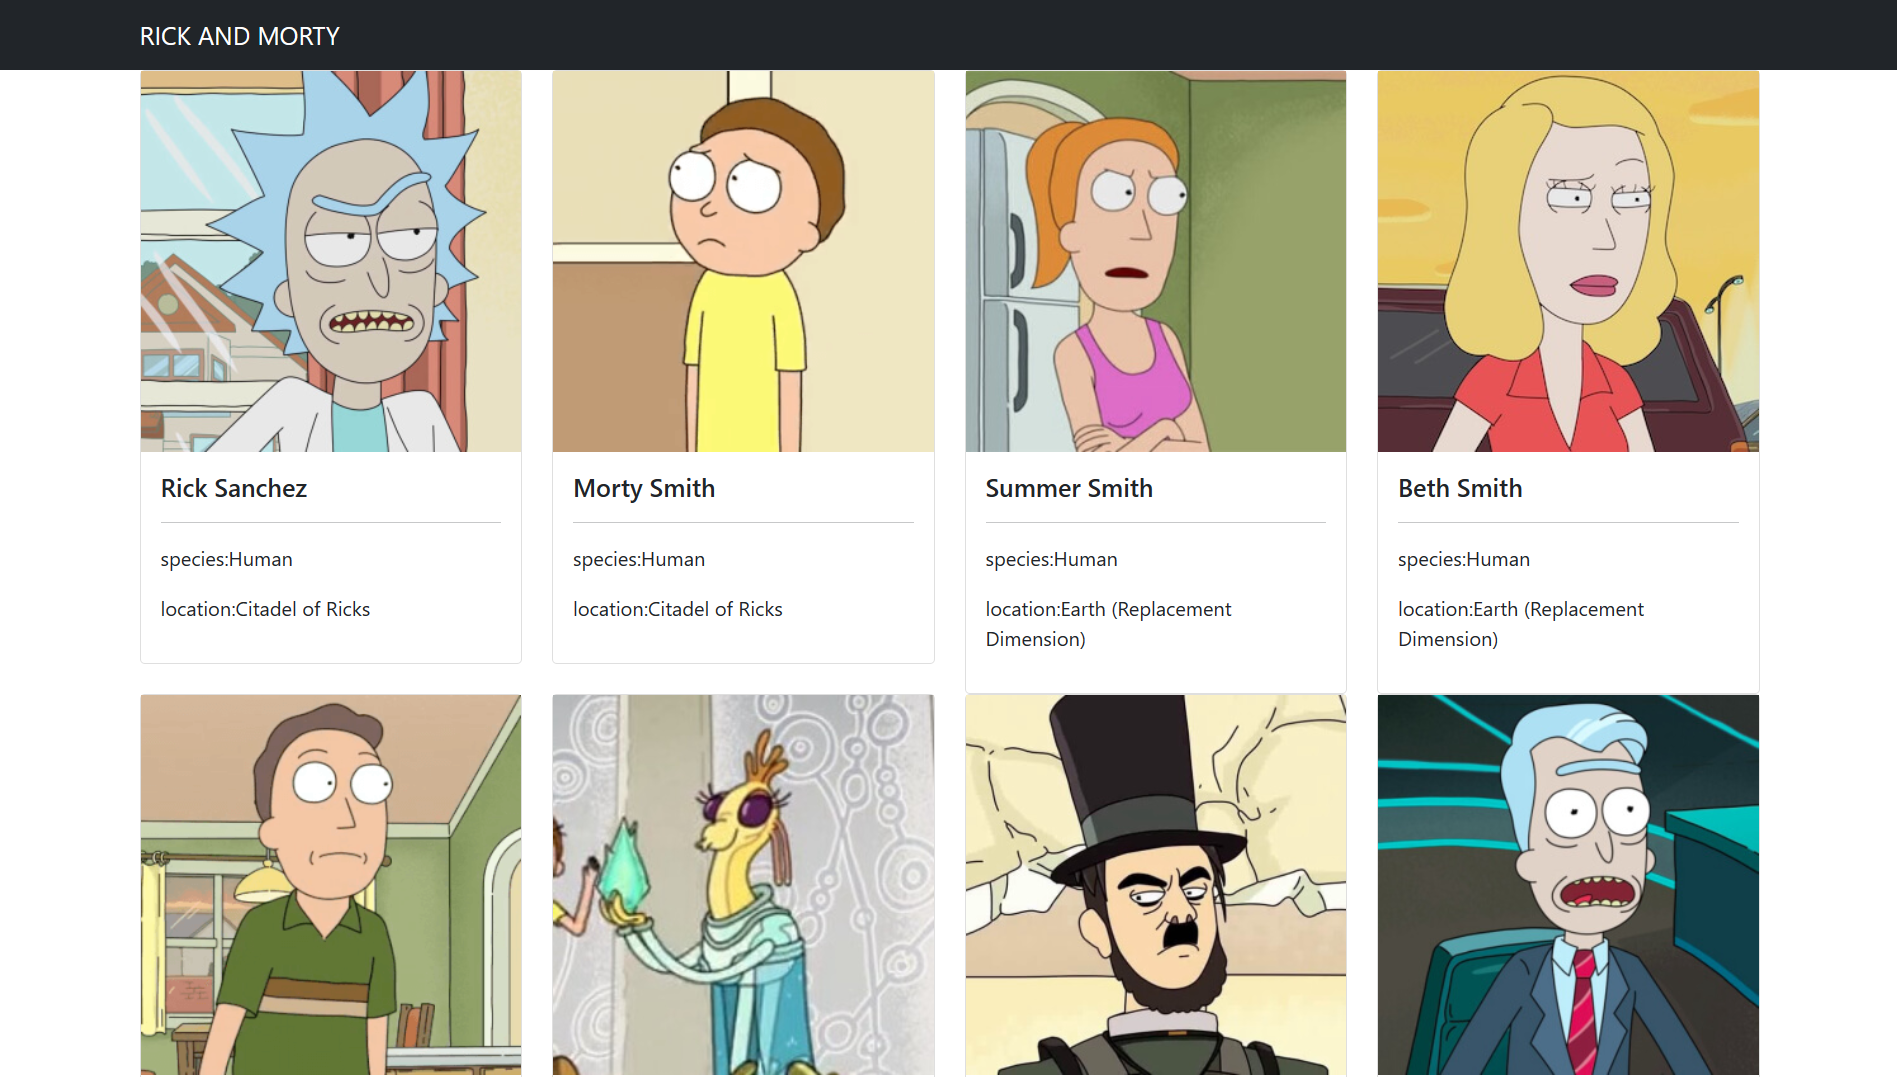 RICK AND MORTY
Rick Sanchez
species:Human
location:Citadel of Ricks
Morty Smith
species:Human
location:Citadel of Ricks
Summer Smith
species:Human
location:Earth (Replacement
Dimension)
Beth Smith
species:Human
location:Earth (Replacement
Dimension)